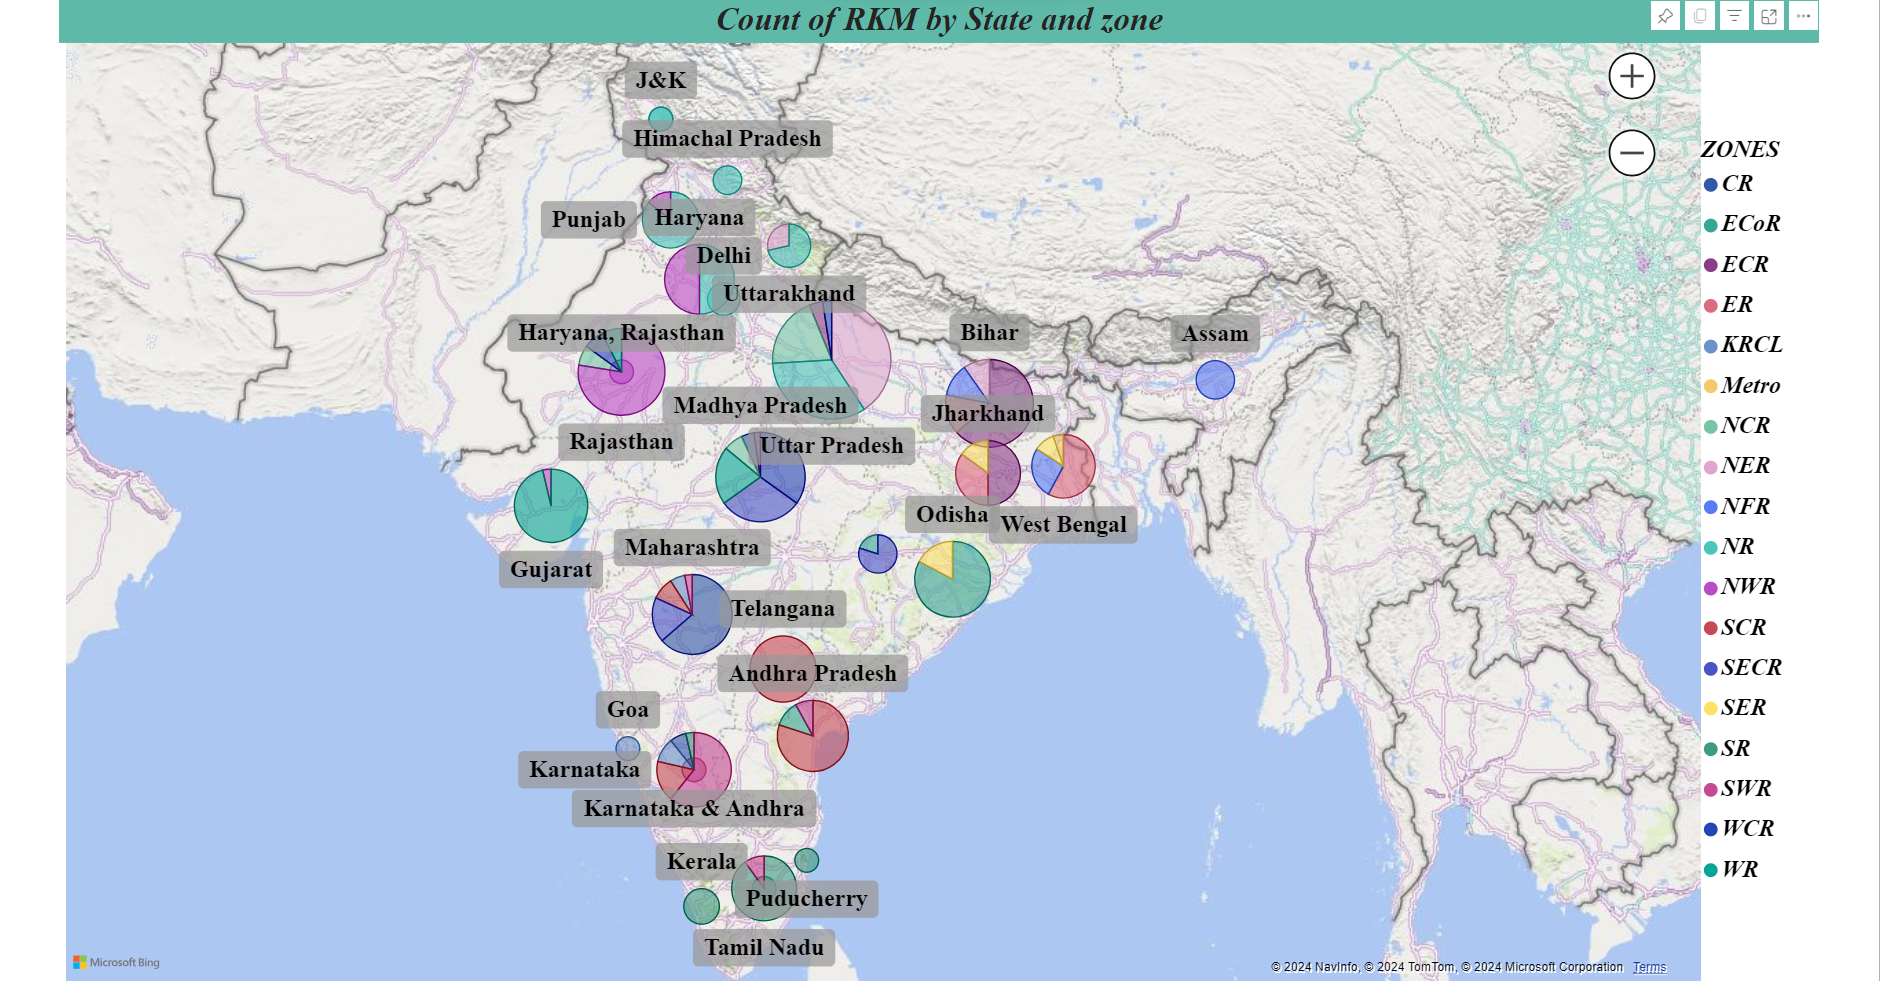 Count of RKM by State and zone
J&K
Himachal Pradesh
Punjab
Haryana
Delhi
Uttarakhand
Haryana, Rajasthan
Bihar
Assam
Madhya Pradesh
Jharkhand
Rajasthan
Uttar Pradesh
Odisha
West Bengal
Maharashtra
Gujarat
Telangana
Andhra Pradesh
Goa
Karnataka
Karnataka & Andhra
Kerala
Puducherry
Tamil Nadu
ZONES
CR
ECoR
ECR
ER
KRCL
Metro
NCR
NER
NFR
NR
NWR
SCR
SECR
SER
SR
SWR
WCR
WR
Microsoft Bing
© 2024 NavInfo, © 2024 TomTom, © 2024 Microsoft Corporation Terms